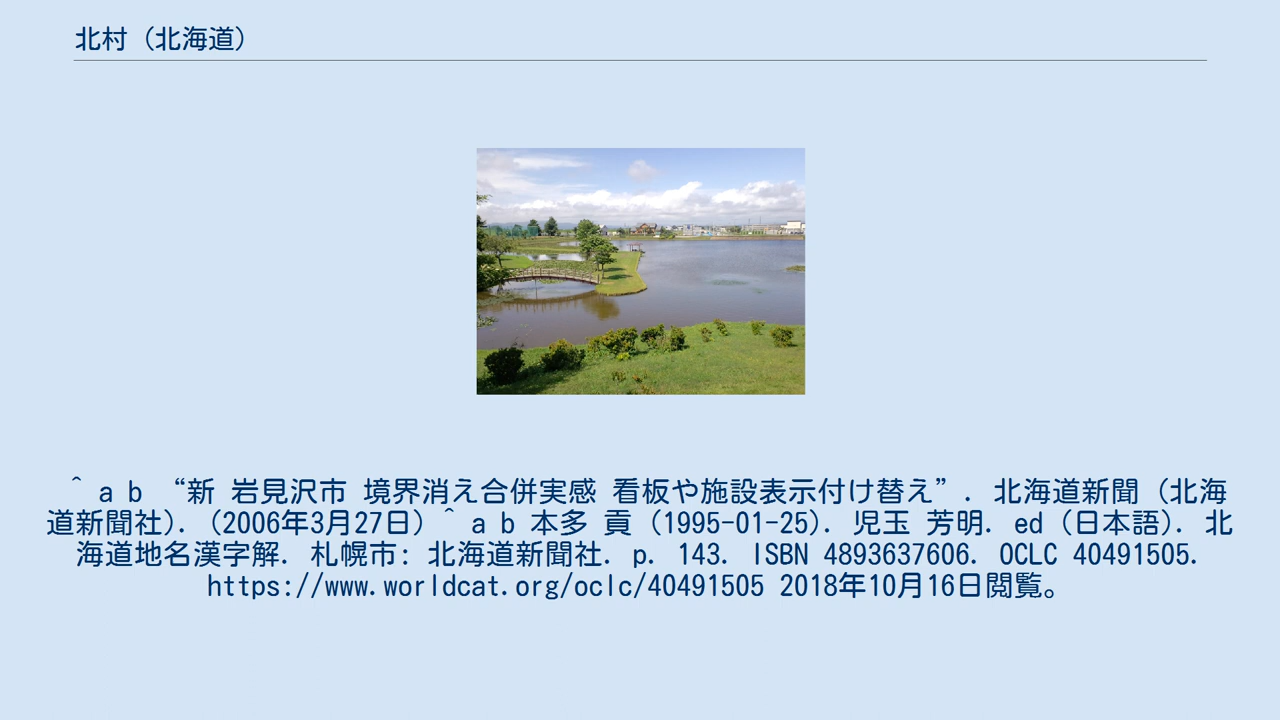 北村（北海道）
^ a b “新 岩見沢市 境界消え合併実感 看板や施設表示付け替え”. 北海道新聞 (北海
道新聞社). (2006年3月27日) ^ a b 本多 貢 (1995-01-25). 児玉 芳明. ed (日本語). 北
海道地名漢字解. 札幌市: 北海道新聞社. p. 143. ISBN 4893637606. OCLC 40491505.
https://www.worldcat.org/oclc/40491505 2018年10月16日閲覧。